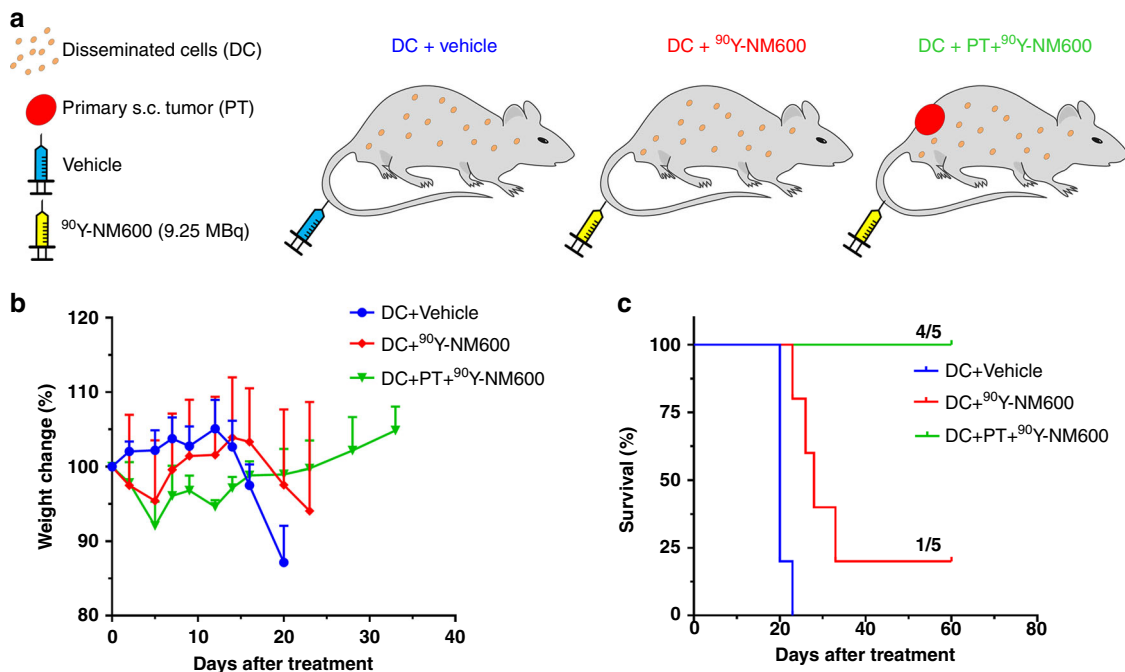 a
Disseminated cells (DC)
Primary s.c. tumor (PT)
Vehicle
⁹⁰Y-NM600 (9.25 MBq)
DC + vehicle
DC + ⁹⁰Y-NM600
DC + PT+⁹⁰Y-NM600
b
120
110
100
90
80
0
10
20
30
40
Weight change (%)
Days after treatment
DC+Vehicle
DC+⁹⁰Y-NM600
DC+PT+⁹⁰Y-NM600
c
100
75
50
25
0
0
20
40
60
80
Survival (%)
Days after treatment
4/5
DC+Vehicle
DC+⁹⁰Y-NM600
DC+PT+⁹⁰Y-NM600
1/5